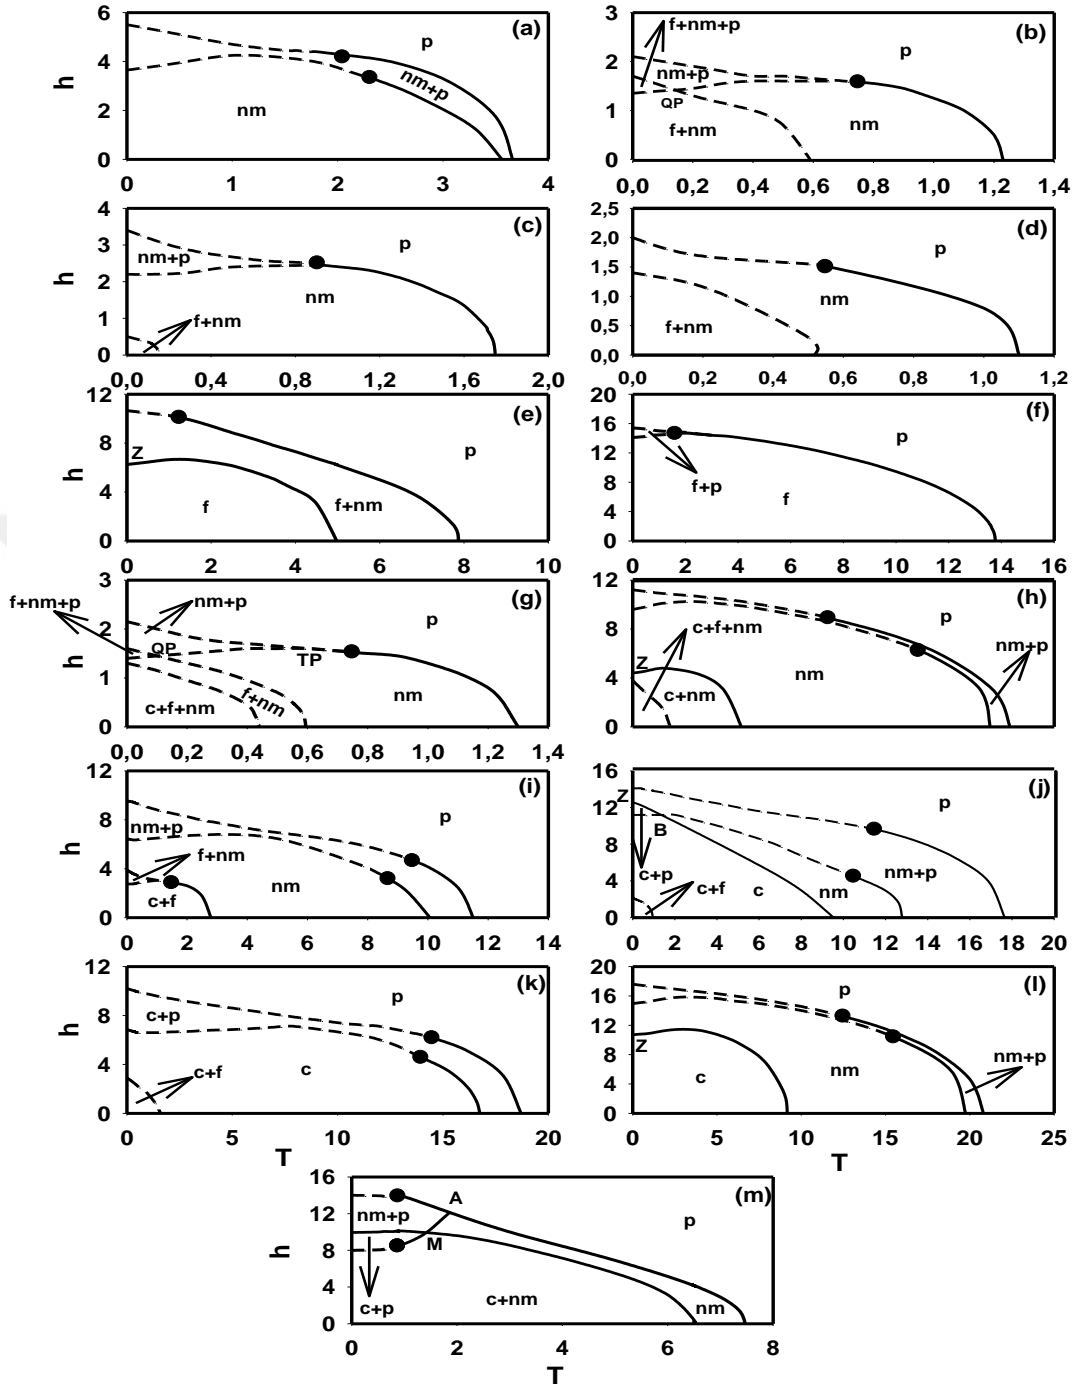 (a)
6
4
2
0
h
p
nm+p
nm
0 1 2 3 4
(b)
3
2
1
0
f+nm+p
p
nm+p
QP
f+nm
nm
0,0 0,2 0,4 0,6 0,8 1,0 1,2 1,4
(c)
4
3
2
1
0
h
p
nm+p
nm
f+nm
0,0 0,4 0,8 1,2 1,6 2,0
(d)
2,5
2,0
1,5
1,0
0,5
0,0
p
nm
f+nm
0,0 0,2 0,4 0,6 0,8 1,0 1,2
(e)
12
8
4
0
h
Z
p
f
f+nm
0 2 4 6 8 10
(f)
20
16
12
8
4
0
p
f+p
f
0 2 4 6 8 10 12 14 16
(g)
3
2
1
0
h
f+nm+p
nm+p
p
QP
TP
f+nm
nm
c+f+nm
0,0 0,2 0,4 0,6 0,8 1,0 1,2 1,4
(h)
12
8
4
0
c+f+nm
p
nm+p
Z
c+nm
nm
0 2 4 6 8 10 12 14 16
(i)
12
8
4
0
h
p
nm+p
f+nm
nm
c+f
0 2 4 6 8 10 12 14
(j)
16
12
8
4
0
Z
p
B
c+p
c+f
c
nm
nm+p
0 2 4 6 8 10 12 14 16 18 20
(k)
12
8
4
0
h
p
c+p
c
c+f
0 5 10 15 20
T
(l)
20
16
12
8
4
0
p
Z
c
nm
nm+p
0 5 10 15 20 25
T
(m)
16
12
8
4
0
h
A
nm+p
p
M
c+p
c+nm
nm
0 2 4 6 8
T